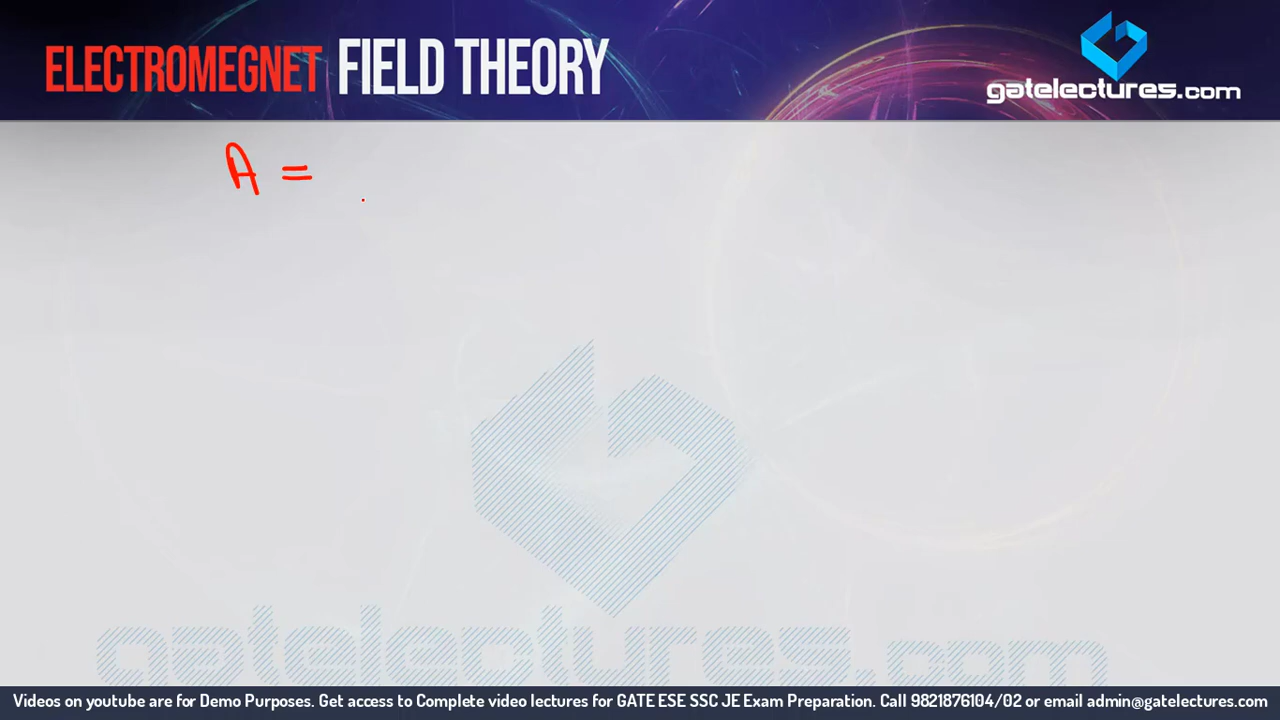 ELECTROMEGNET FIELD THEORY
gatelectures.com
A =
gatelectures.com
Videos on youtube are for Demo Purposes. Get access to Complete video lectures for GATE ESE SSC JE Exam Preparation. Call 9821876104/02 or email admin@gatelectures.com